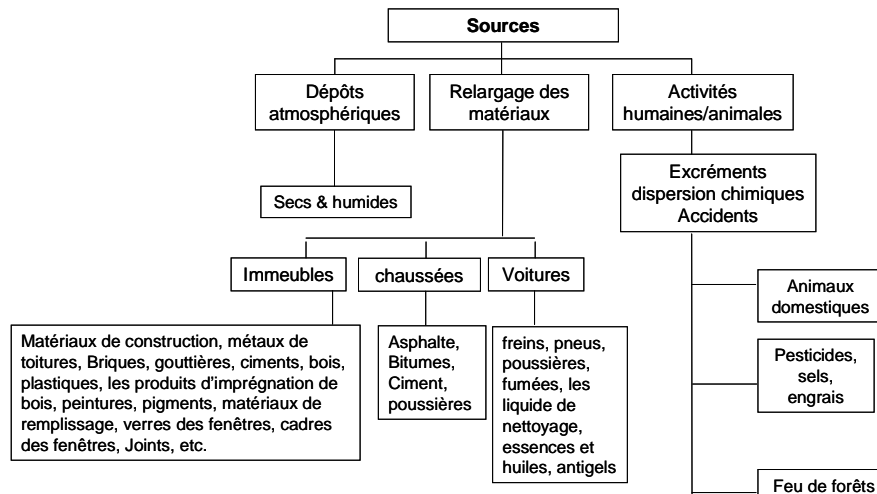 Sources
Dépôts
atmosphériques
Relargage des
matériaux
Activités
humaines/animales
Secs & humides
Excréments
dispersion chimiques
Accidents
Immeubles
chaussées
Voitures
Matériaux de construction, métaux de
toitures, Briques, gouttières, ciments, bois,
plastiques, les produits d'imprégnation de
bois, peintures, pigments, matériaux de
remplissage, verres des fenêtres, cadres
des fenêtres, Joints, etc.
Asphalte,
Bitumes,
Ciment,
poussières
freins, pneus,
poussières,
fumées, les
liquide de
nettoyage,
essences et
huiles, antigels
Animaux
domestiques
Pesticides,
sels,
engrais
Feu de forêts